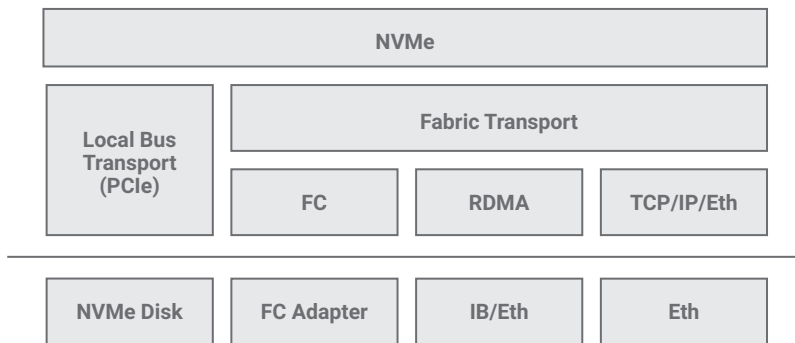 NVMe
Local Bus
Transport
(PCIe)
Fabric Transport
FC
RDMA
TCP/IP/Eth
NVMe Disk
FC Adapter
IB/Eth
Eth